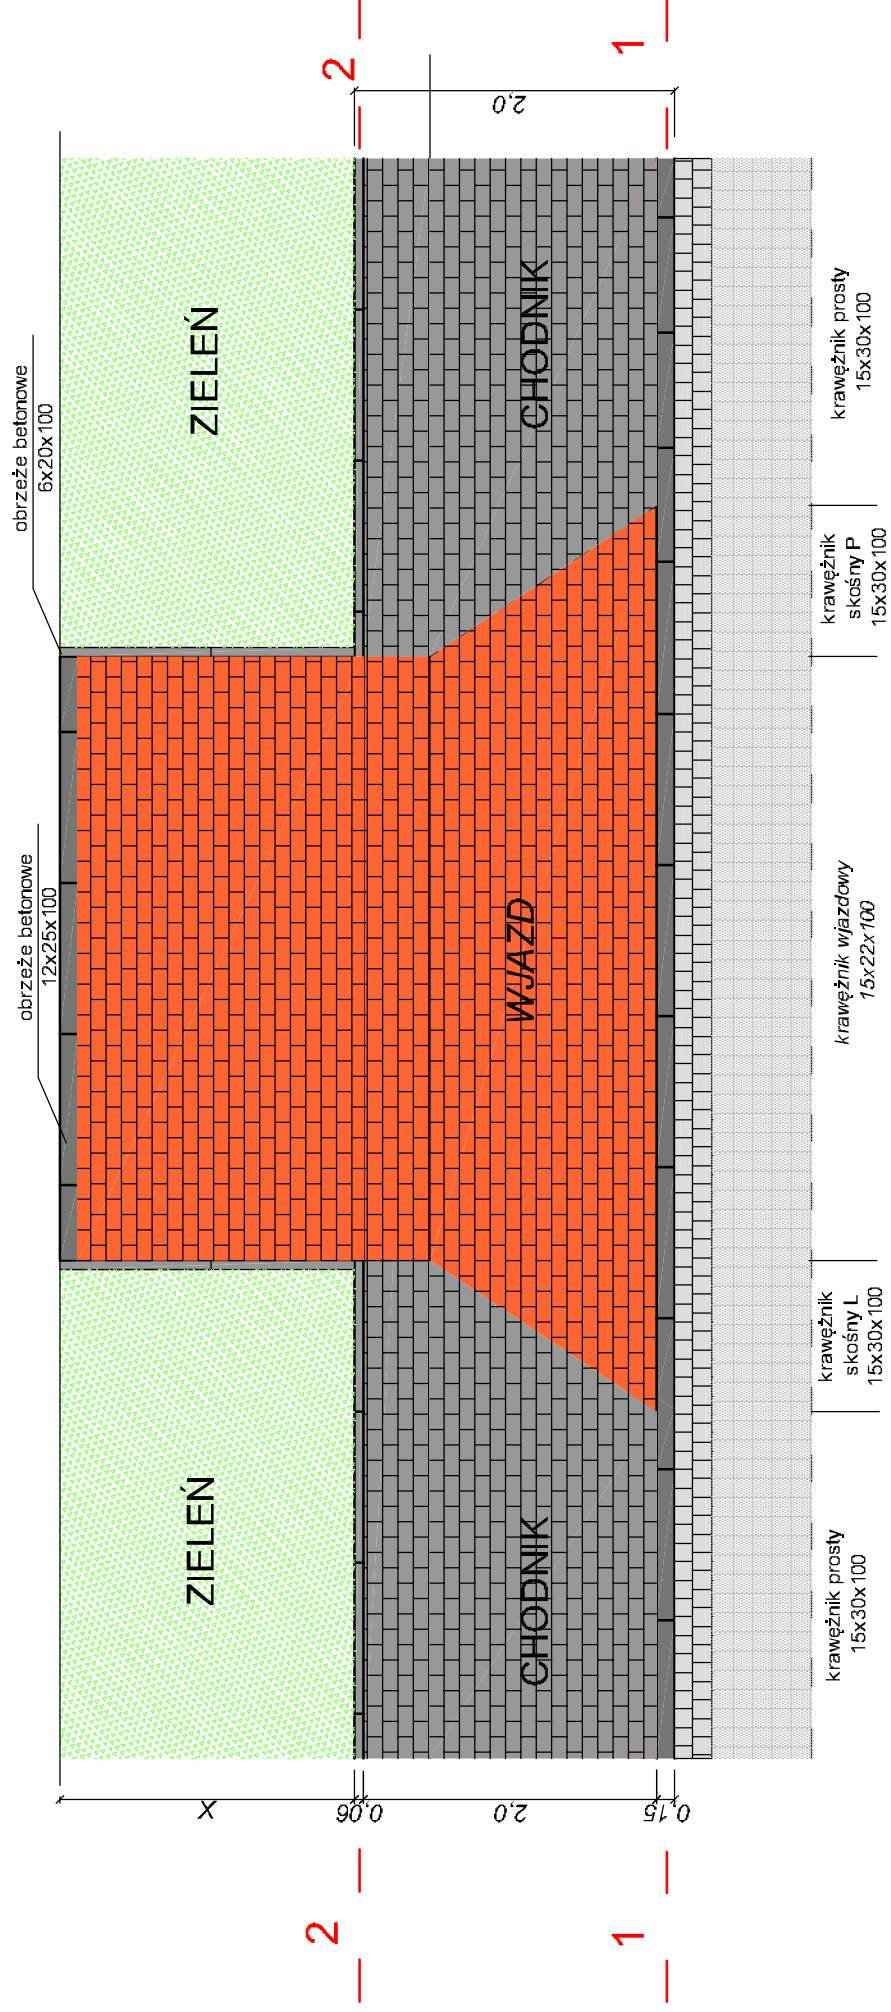 obrzeże betonowe
12x25x100
obrzeże betonowe
6x20x100
ZIELEŃ
ZIELEŃ
2
2
X
0,06
2,0
0,15
2,0
WJAZD
CHODNIK
CHODNIK
1
1
krawężnik prosty
15x30x100
krawężnik
skośny L
15x30x100
krawężnik wjazdowy
15x22x100
krawężnik
skośny P
15x30x100
krawężnik prosty
15x30x100